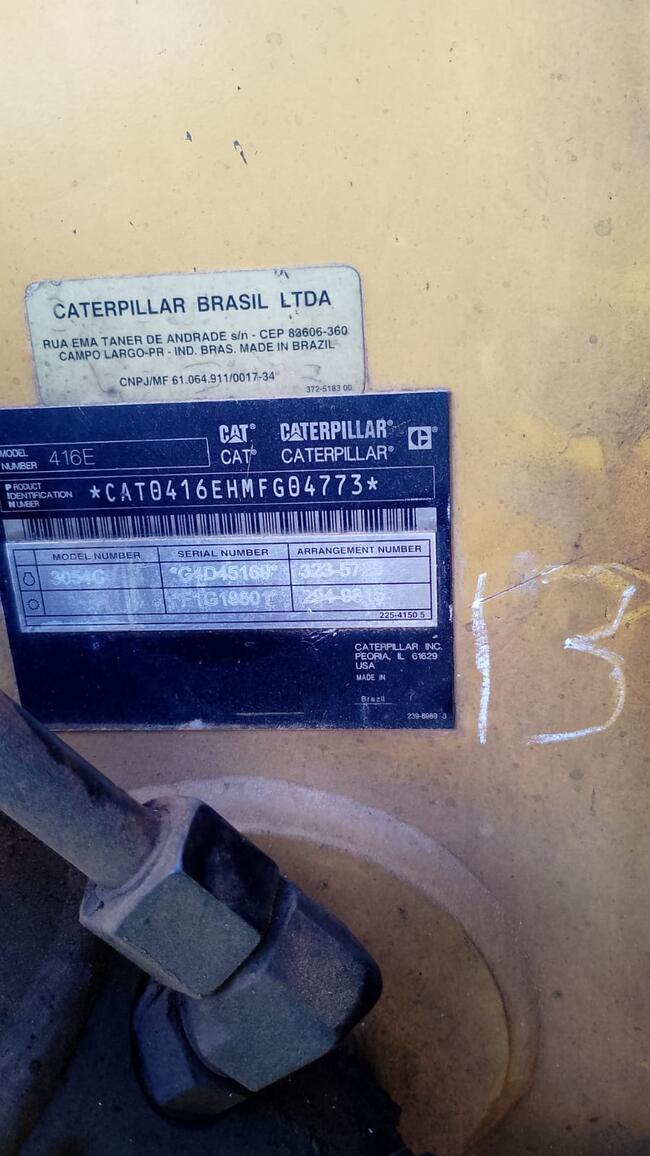 CATERPILLAR BRASIL LTDA
RUA EMA TANER DE ANDRADE s/n - CEP 83606-360
CAMPO LARGO-PR - IND. BRAS. MADE IN BRAZIL
CNPJ/MF 61.064.911/0017-34
372-5183 00
CAT® CATERPILLAR®
MODEL NUMBER 416E
CAT® CATERPILLAR®
PRODUCT IDENTIFICATION NUMBER *CAT0416EHMFG04773*
MODEL NUMBER SERIAL NUMBER ARRANGEMENT NUMBER
3054C
225-4150 5
CATERPILLAR INC.
PEORIA, IL 61629
USA
MADE IN
Brazil
239-6969 3
13